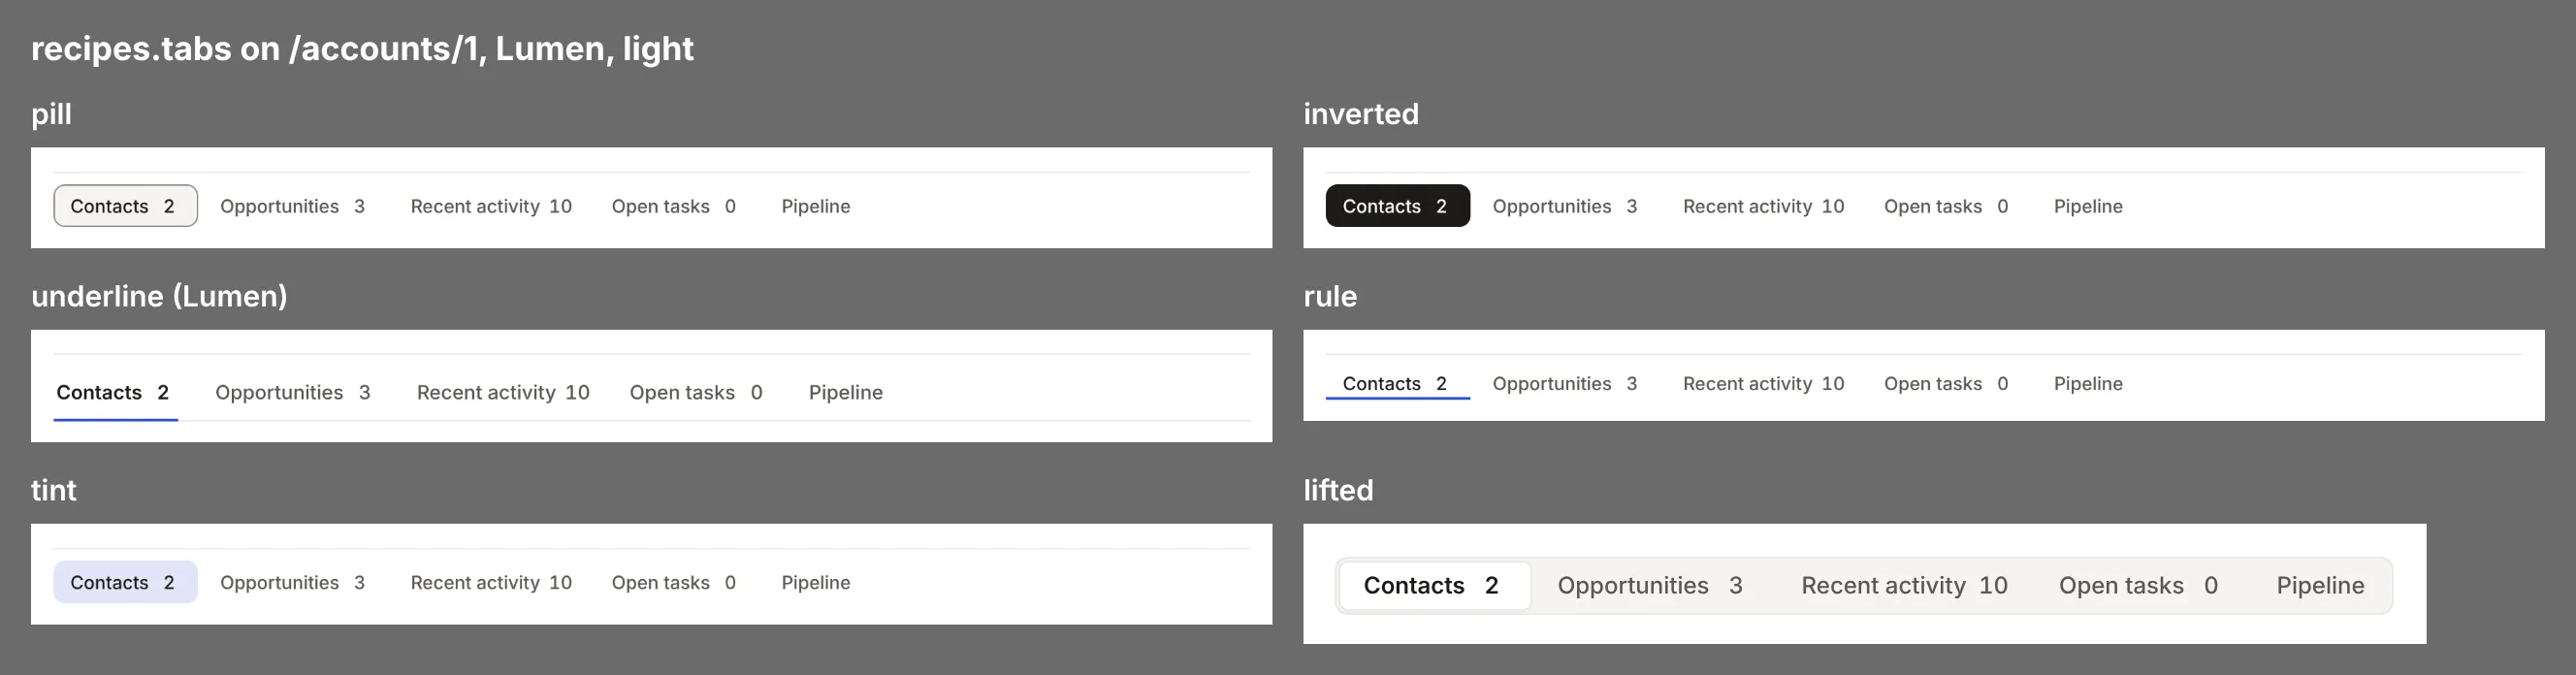 recipes.tabs on /accounts/1, Lumen, light
pill
Contacts 2 Opportunities 3 Recent activity 10 Open tasks 0 Pipeline
inverted
Contacts 2 Opportunities 3 Recent activity 10 Open tasks 0 Pipeline
underline (Lumen)
Contacts 2 Opportunities 3 Recent activity 10 Open tasks 0 Pipeline
rule
Contacts 2 Opportunities 3 Recent activity 10 Open tasks 0 Pipeline
tint
Contacts 2 Opportunities 3 Recent activity 10 Open tasks 0 Pipeline
lifted
Contacts 2 Opportunities 3 Recent activity 10 Open tasks 0 Pipeline